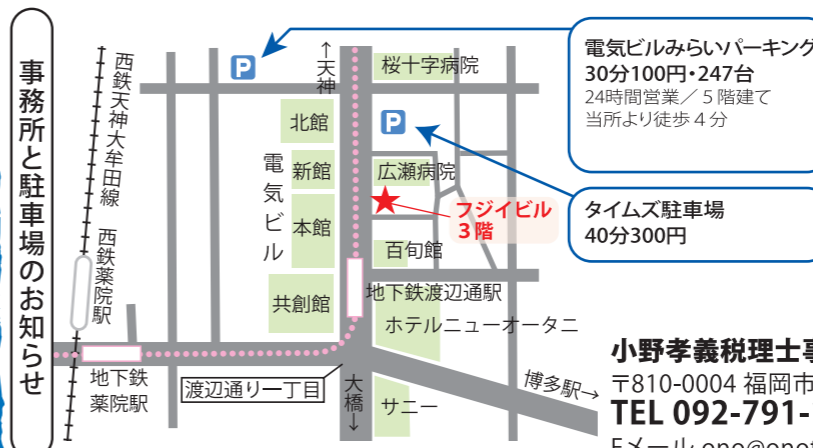 事務所と駐車場のお知らせ
西鉄天神大牟田線
西鉄薬院駅
地下鉄
薬院駅
P
↑天神
桜十字病院
北館
新館
本館
共創館
電気ビル
P
広瀬病院
フジイビル
3階
百旬館
地下鉄渡辺通駅
ホテルニューオータニ
渡辺通り一丁目
大橋↓
サニー
博多駅→
電気ビルみらいパーキング
30分100円・247台
24時間営業／５階建て
当所より徒歩４分
タイムズ駐車場
40分300円
小野孝義税理士事
〒810-0004 福岡市
TEL 092-791-
Eメール ono@